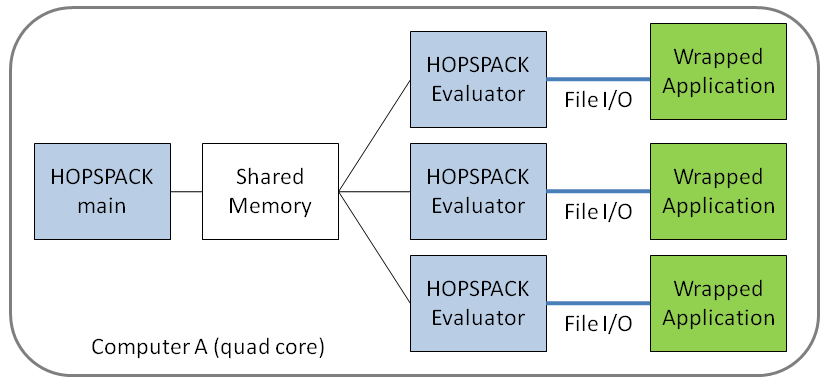 HOPSPACK
main
Shared
Memory
HOPSPACK
Evaluator
File I/O
Wrapped
Application
HOPSPACK
Evaluator
File I/O
Wrapped
Application
HOPSPACK
Evaluator
File I/O
Wrapped
Application
Computer A (quad core)